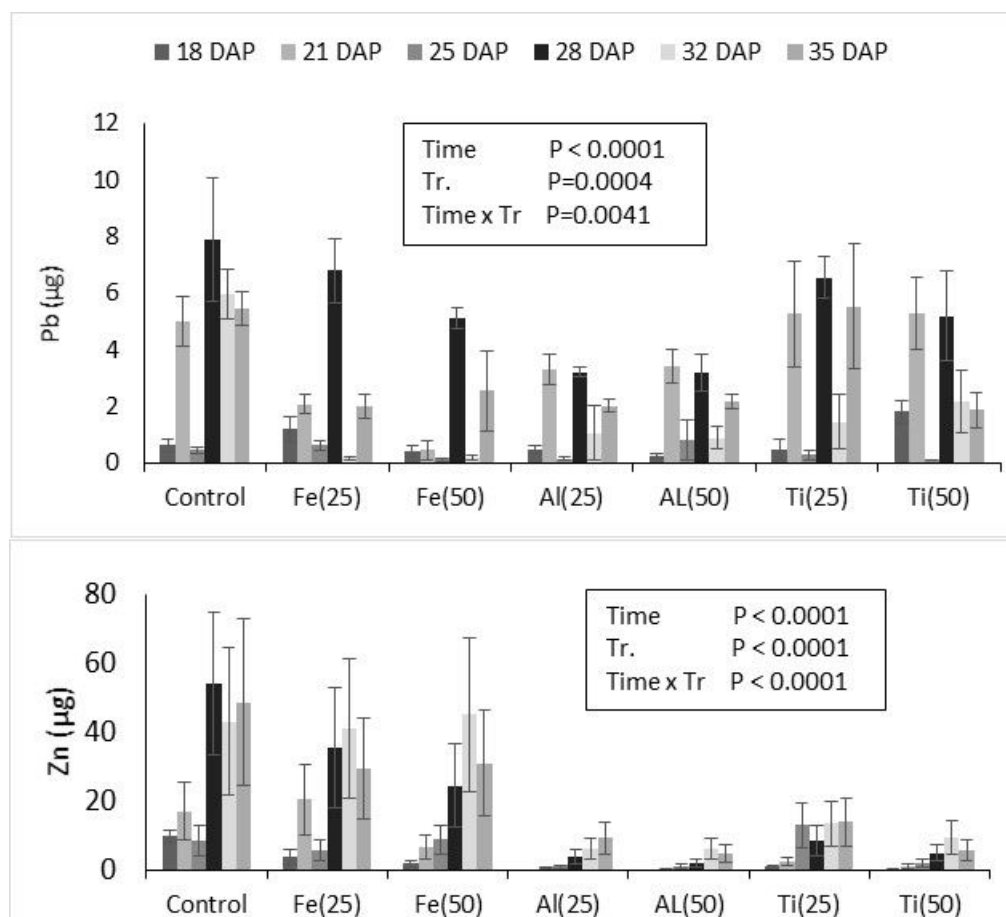 18 DAP 21 DAP 25 DAP 28 DAP 32 DAP 35 DAP
12
10
8
6
4
2
0
Pb (µg)
Time P < 0.0001
Tr. P=0.0004
Time x Tr P=0.0041
Control Fe(25) Fe(50) Al(25) AL(50) Ti(25) Ti(50)
80
60
40
20
0
Zn (µg)
Time P < 0.0001
Tr. P < 0.0001
Time x Tr P < 0.0001
Control Fe(25) Fe(50) Al(25) AL(50) Ti(25) Ti(50)